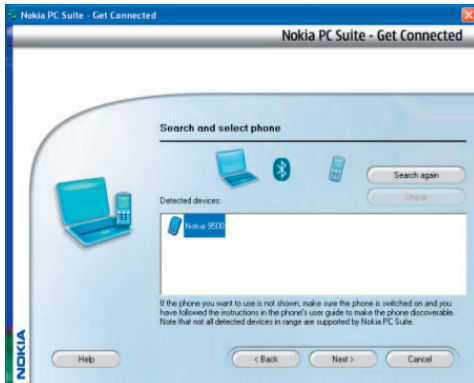 Nokia PC Suite - Get Connected
Nokia PC Suite - Get Connected
Search and select phone
Search again
Unpair
Detected devices:
Nokia 9500
If the phone you want to use is not shown, make sure the phone is switched on and you
have followed the instructions in the phone's user guide to make the phone discoverable.
Note that not all detected devices in range are supported by Nokia PC Suite.
NOKIA
Help
< Back
Next >
Cancel